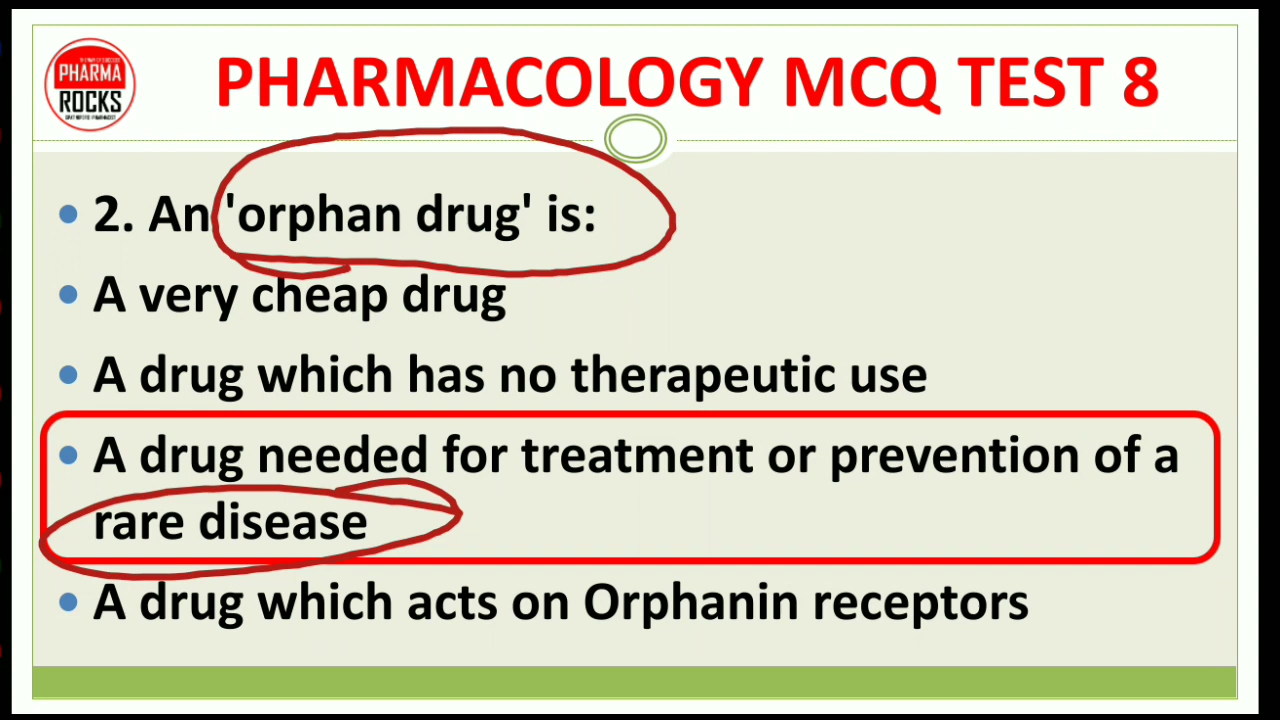 PHARMA
ROCKS
PHARMACOLOGY MCQ TEST 8
• 2. An 'orphan drug' is:
• A very cheap drug
• A drug which has no therapeutic use
• A drug needed for treatment or prevention of a
rare disease
• A drug which acts on Orphanin receptors